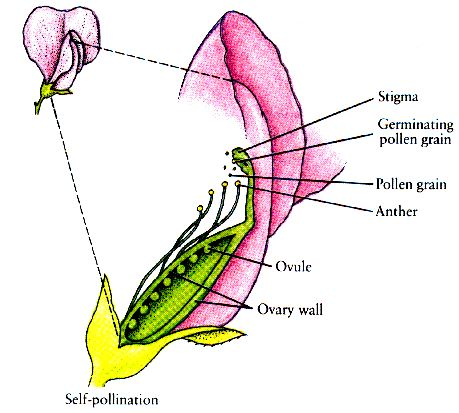 Stigma
Germinating
pollen grain
Pollen grain
Anther
Ovule
Ovary wall
Self-pollination